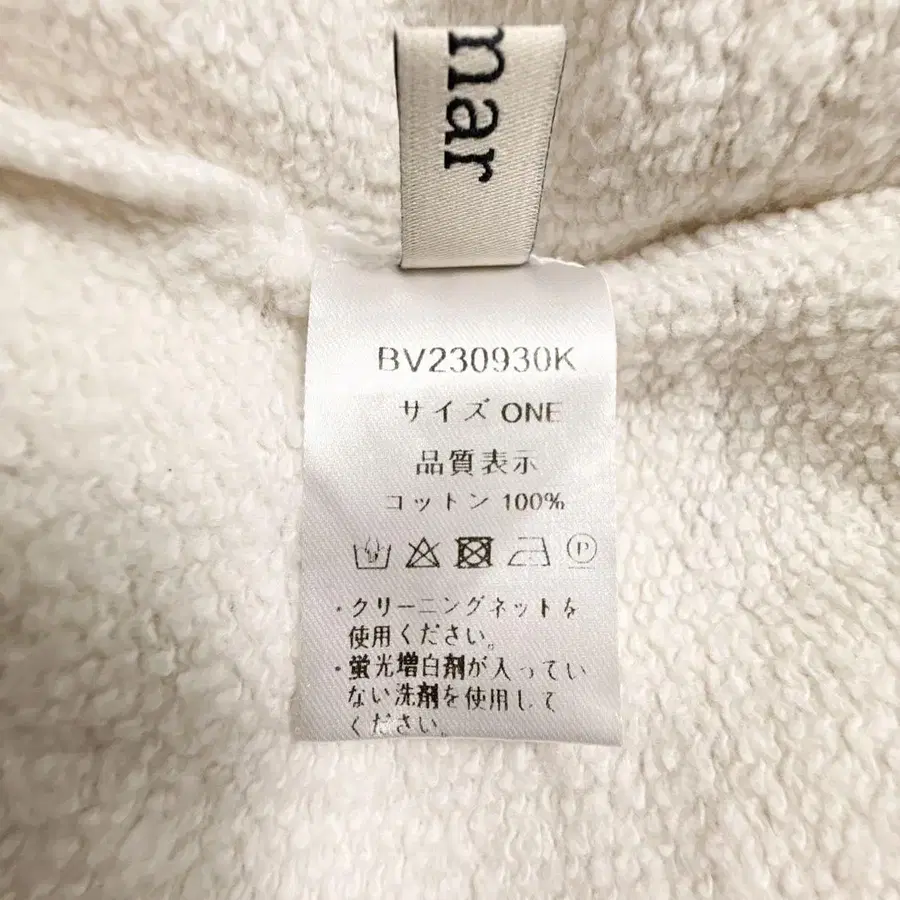 mar
BV230930K
サイズ ONE
品質表示
コットン 100%
P
・クリーニングネットを
使用ください。
・蛍光増白剤が入ってい
ない洗剤を使用して
ください。